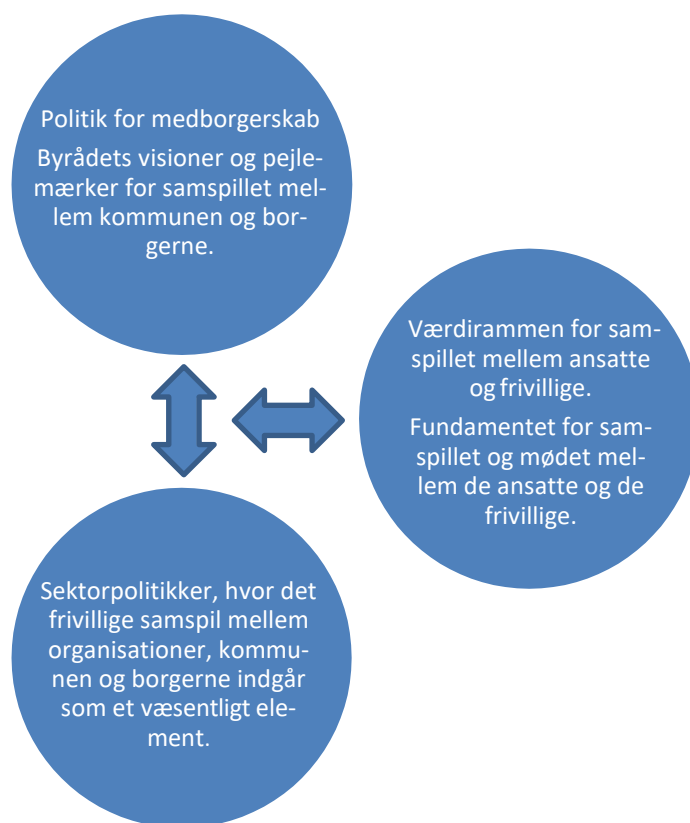 Politik for medborgerskab
Byrådets visioner og pejle-
mærker for samspillet mel-
lem kommunen og bor-
gerne.
Værdirammen for sam-
spillet mellem ansatte
og frivillige.
Fundamentet for sam-
spillet og mødet mel-
lem de ansatte og de
frivillige.
Sektorpolitikker, hvor det
frivillige samspil mellem
organisationer, kommu-
nen og borgerne indgår
som et væsentligt ele-
ment.